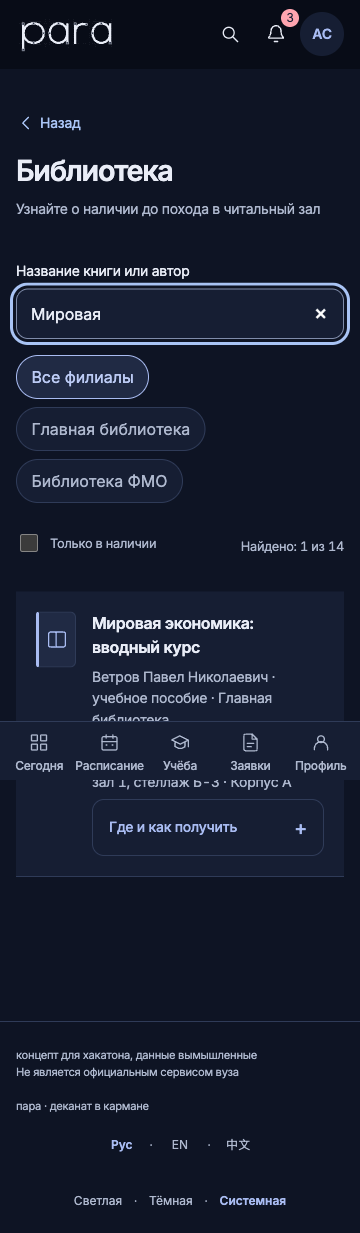 para
3
АС
Назад
Библиотека
Узнайте о наличии до похода в читальный зал
Название книги или автор
Мировая
Все филиалы
Главная библиотека
Библиотека ФМО
Только в наличии
Найдено: 1 из 14
Мировая экономика:
вводный курс
Ветров Павел Николаевич ·
учебное пособие · Главная
библиотека
Сегодня
Расписание
Учёба
Заявки
Профиль
зал 1, стеллаж Б-3 · Корпус А
Где и как получить
+
концепт для хакатона, данные вымышленные
Не является официальным сервисом вуза
пара · деканат в кармане
Рус · EN · 中文
Светлая · Тёмная · Системная